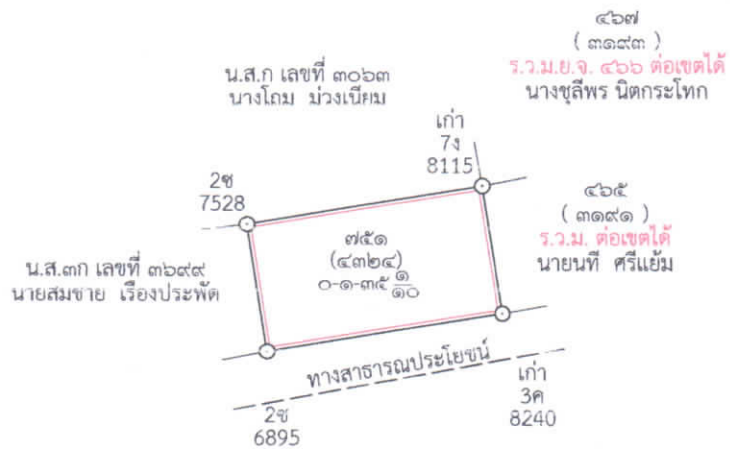 ๔๖๗
( ๓๑๙๓ )
ร.ว.ม.ย.จ. ๔๖๖ ต่อเขตได้
นางชุลีพร นิตกระโทก
น.ส.ก เลขที่ ๓๐๖๓
นางโถม ม่วงเนียม
เก่า
7ง
8115
2ช
7528
๔๖๕
( ๓๑๙๑ )
ร.ว.ม. ต่อเขตได้
นายนที ศรีแย้ม
๗๕๑
(๔๓๒๔)
๐-๑-๓๕ ๑/๑๐
น.ส.๓ก เลขที่ ๓๖๙๙
นายสมชาย เรืองประพัด
ทางสาธารณประโยชน์
เก่า
3ค
8240
2ช
6895